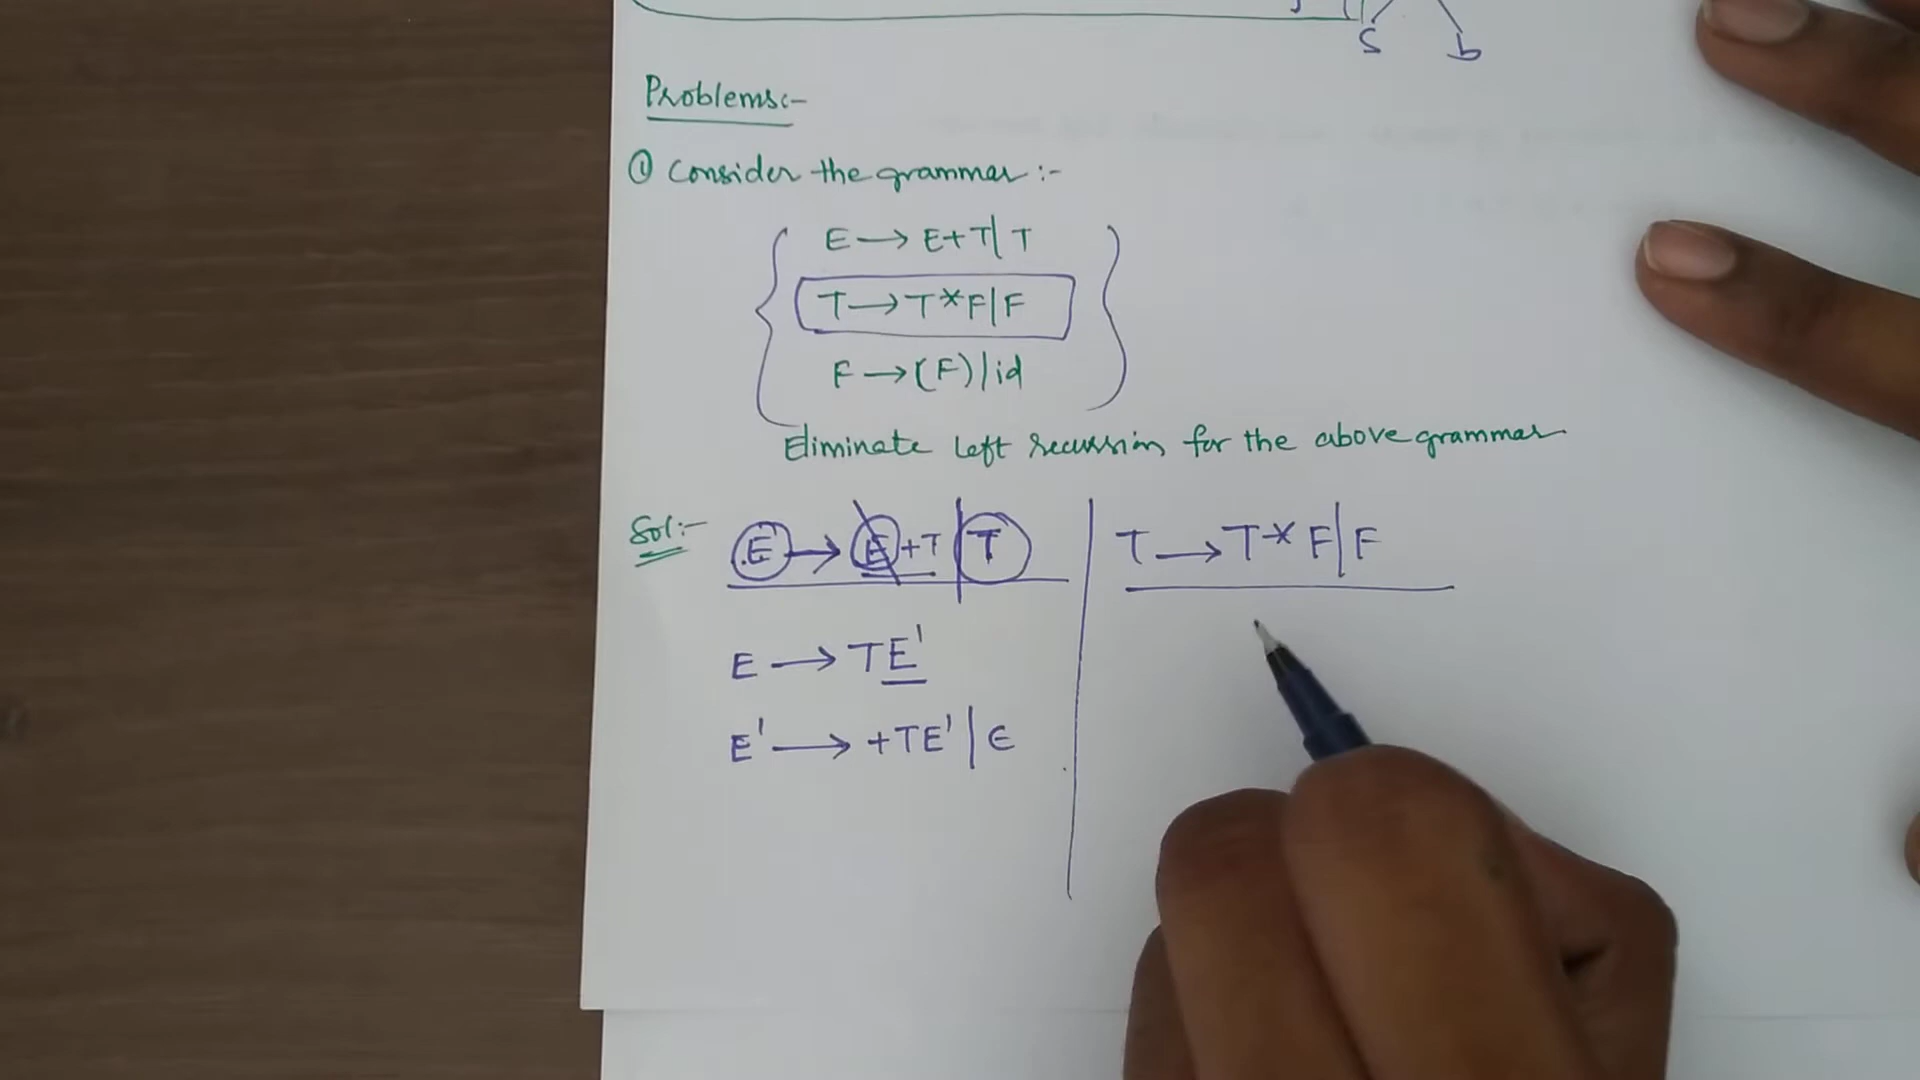 S b
Problems:-
① Consider the grammar :-
E → E+T | T
T → T*F | F
F → (F) | id
Eliminate left recursion for the above grammar
Sol:- E → E+T | T
E → TE'
E' → +TE' | ϵ
T → T*F | F